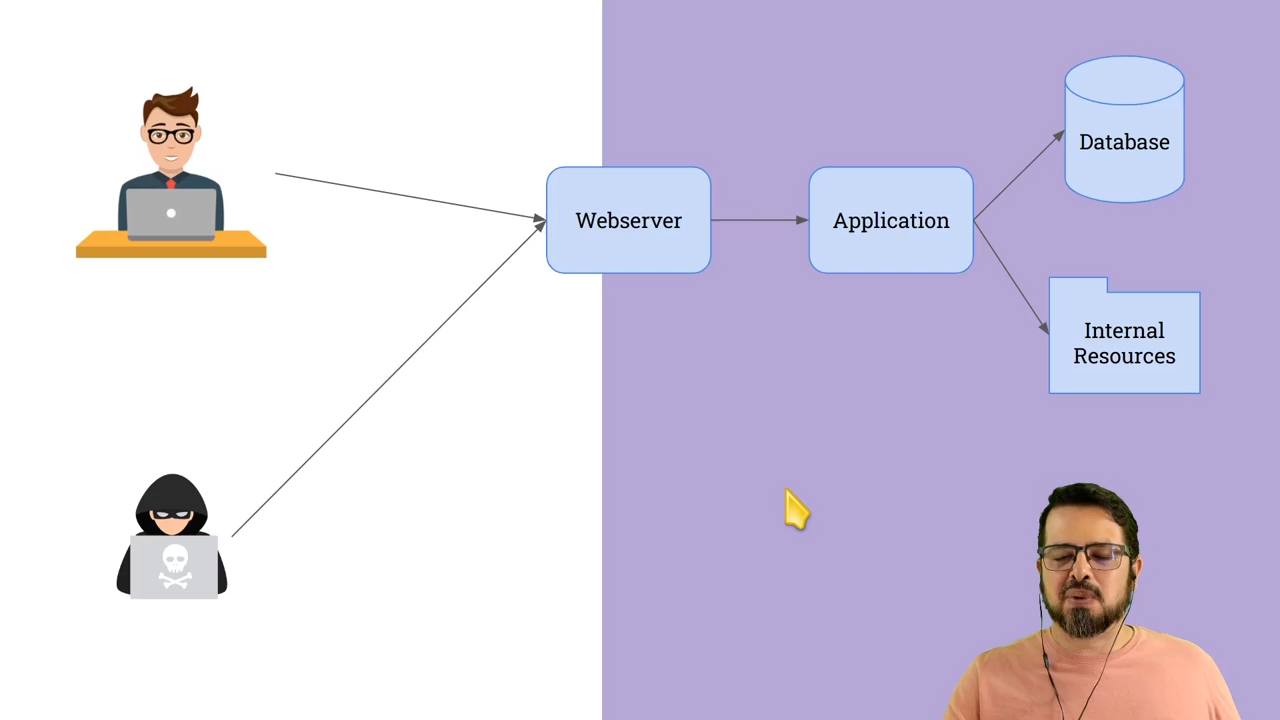 Webserver
Application
Database
Internal
Resources